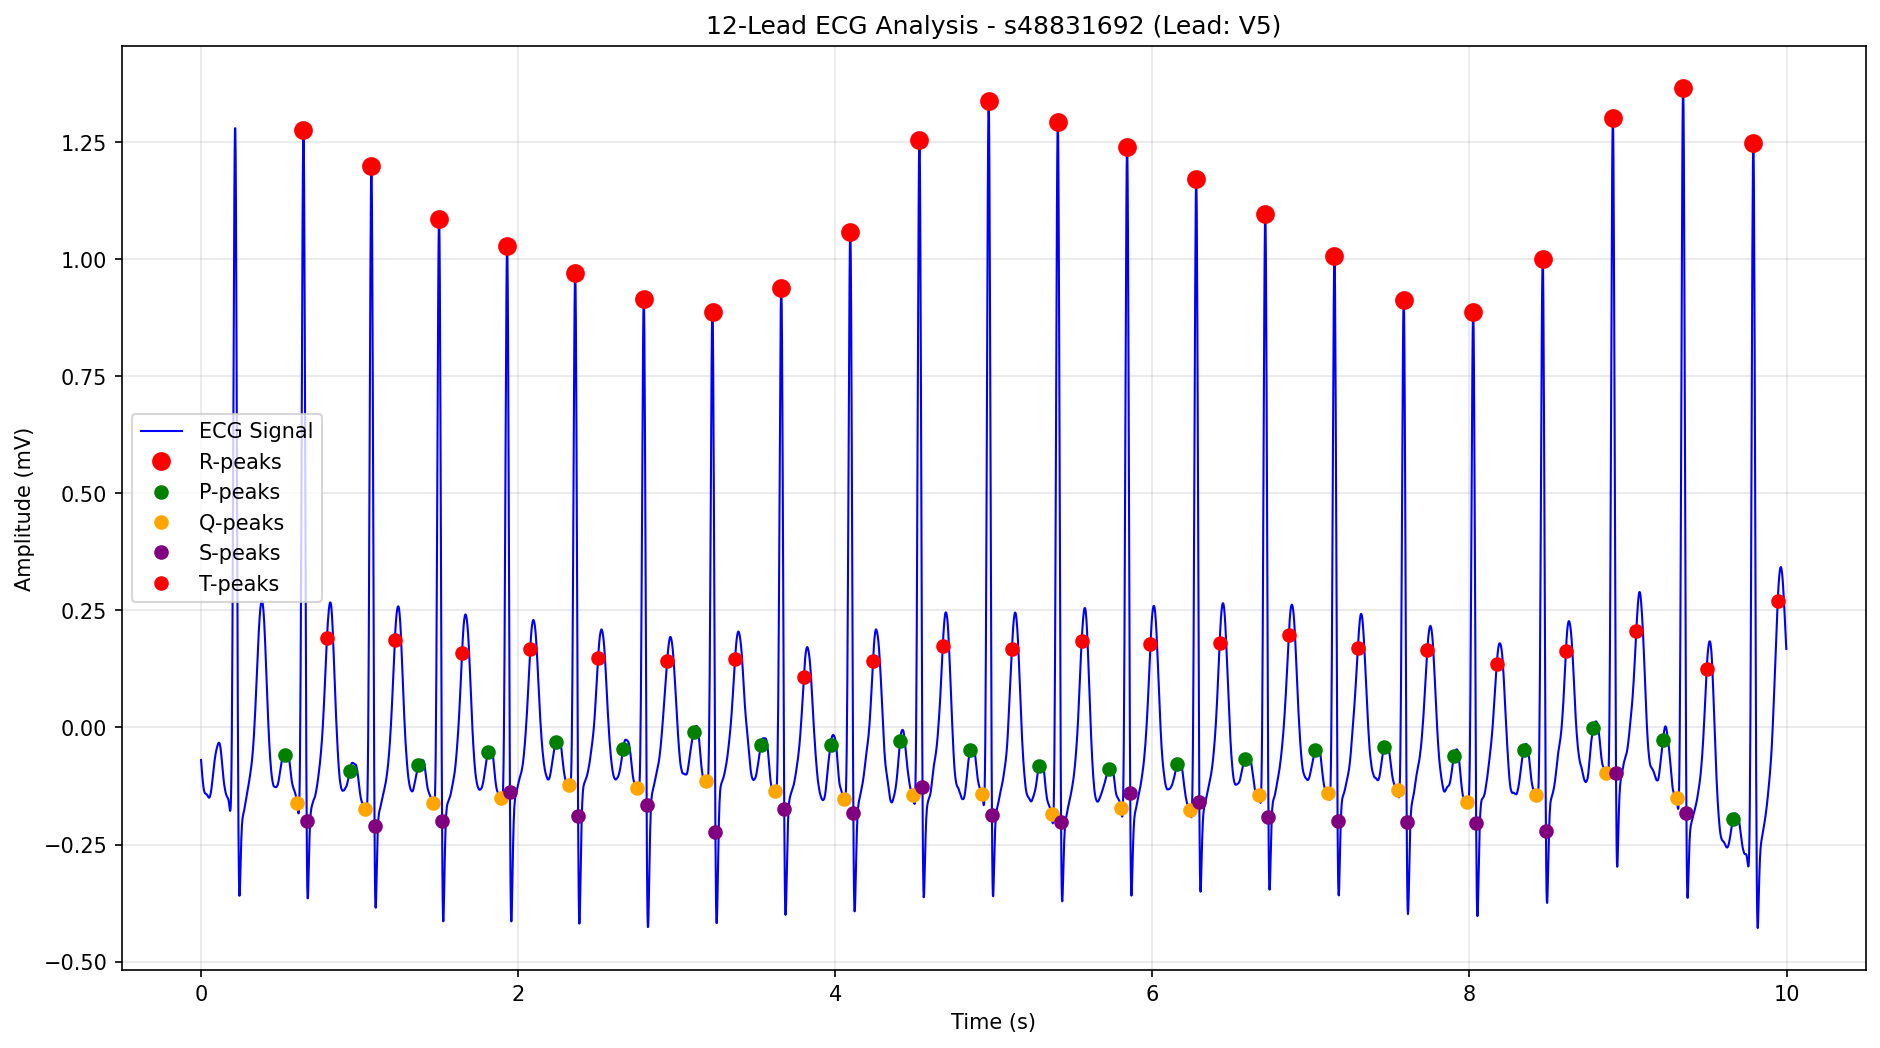 12-Lead ECG Analysis - s48831692 (Lead: V5)
Amplitude (mV)
1.25
1.00
0.75
0.50
0.25
0.00
−0.25
−0.50
ECG Signal
R-peaks
P-peaks
Q-peaks
S-peaks
T-peaks
0 2 4 6 8 10
Time (s)